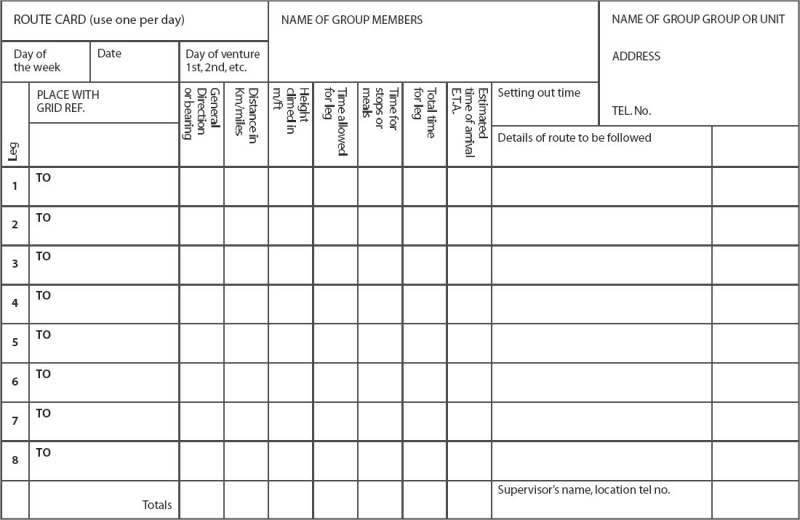 ROUTE CARD (use one per day)
NAME OF GROUP MEMBERS
NAME OF GROUP GROUP OR UNIT
Day of
the week
Date
Day of venture
1st, 2nd, etc.
ADDRESS
TEL. No.
Leg
PLACE WITH
GRID REF.
General
Direction
or bearing
Distance in
Km/miles
Height
climed in
m/ft
Time allowed
for leg
Time for
stops or
meals
Total time
for leg
Estimated
time of arrival
E.T.A.
Setting out time
Details of route to be followed
1 TO
2 TO
3 TO
4 TO
5 TO
6 TO
7 TO
8 TO
Totals
Supervisor's name, location tel no.